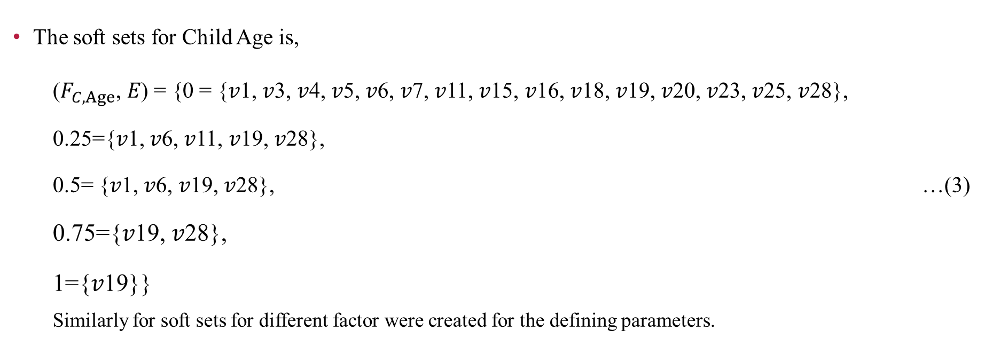 • The soft sets for Child Age is,
(𝐹𝐶,Age, 𝐸) = {0 = {𝑣1, 𝑣3, 𝑣4, 𝑣5, 𝑣6, 𝑣7, 𝑣11, 𝑣15, 𝑣16, 𝑣18, 𝑣19, 𝑣20, 𝑣23, 𝑣25, 𝑣28},
0.25={𝑣1, 𝑣6, 𝑣11, 𝑣19, 𝑣28},
0.5= {𝑣1, 𝑣6, 𝑣19, 𝑣28}, …(3)
0.75={𝑣19, 𝑣28},
1={𝑣19}}
Similarly for soft sets for different factor were created for the defining parameters.